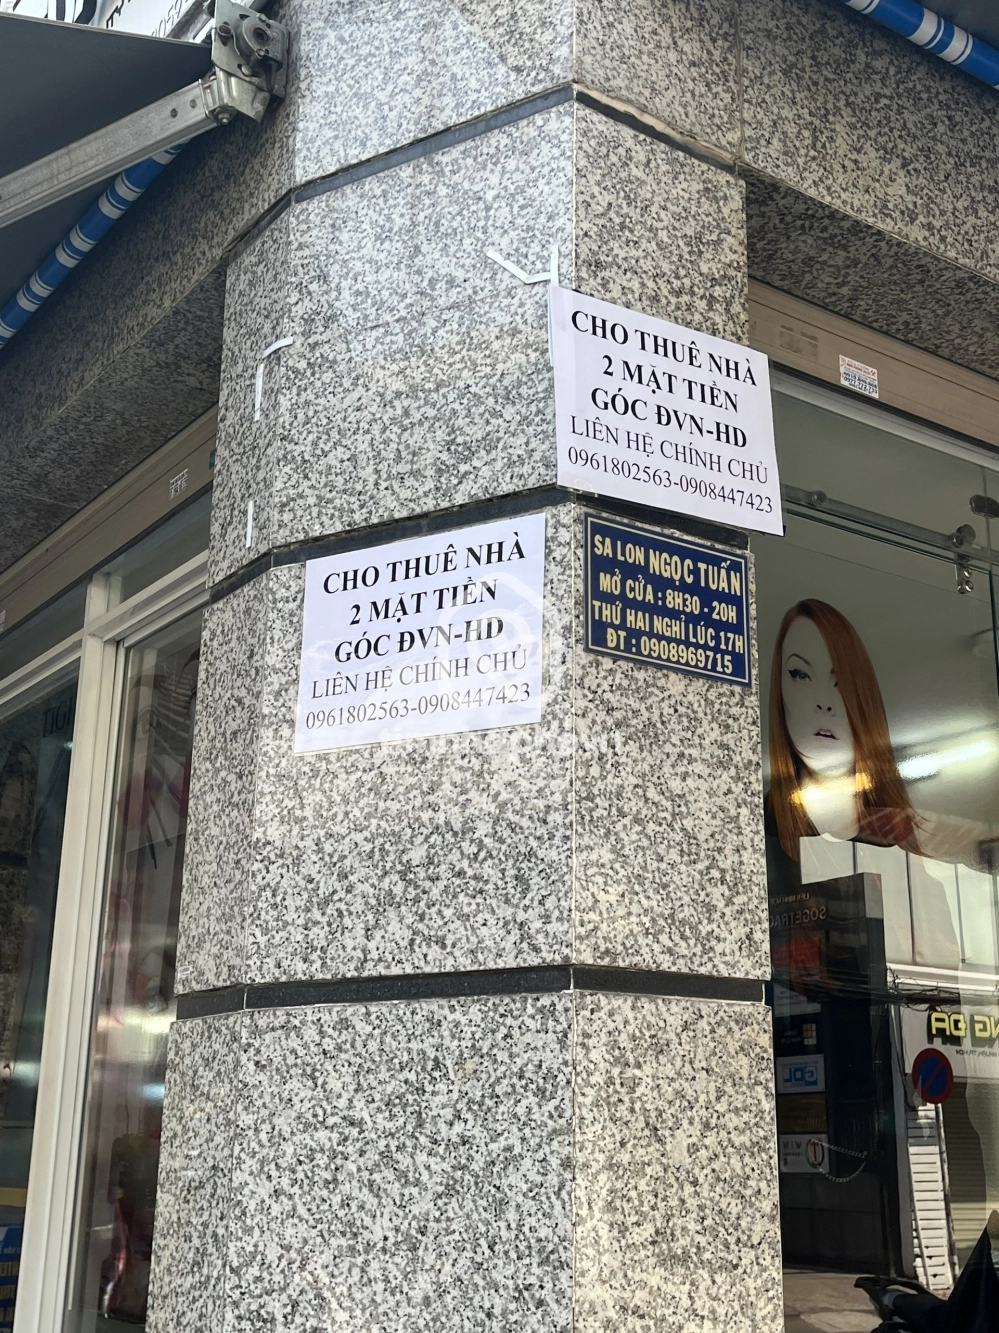 CHO THUÊ NHÀ
2 MẶT TIỀN
GÓC ĐVN-HD
LIÊN HỆ CHÍNH CHỦ
0961802563-0908447423
CHO THUÊ NHÀ
2 MẶT TIỀN
GÓC ĐVN-HD
LIÊN HỆ CHÍNH CHỦ
0961802563-0908447423
SA LON NGỌC TUẤN
MỞ CỬA : 8H30 - 20H
THỨ HAI NGHỈ LÚC 17H
ĐT : 0908969715